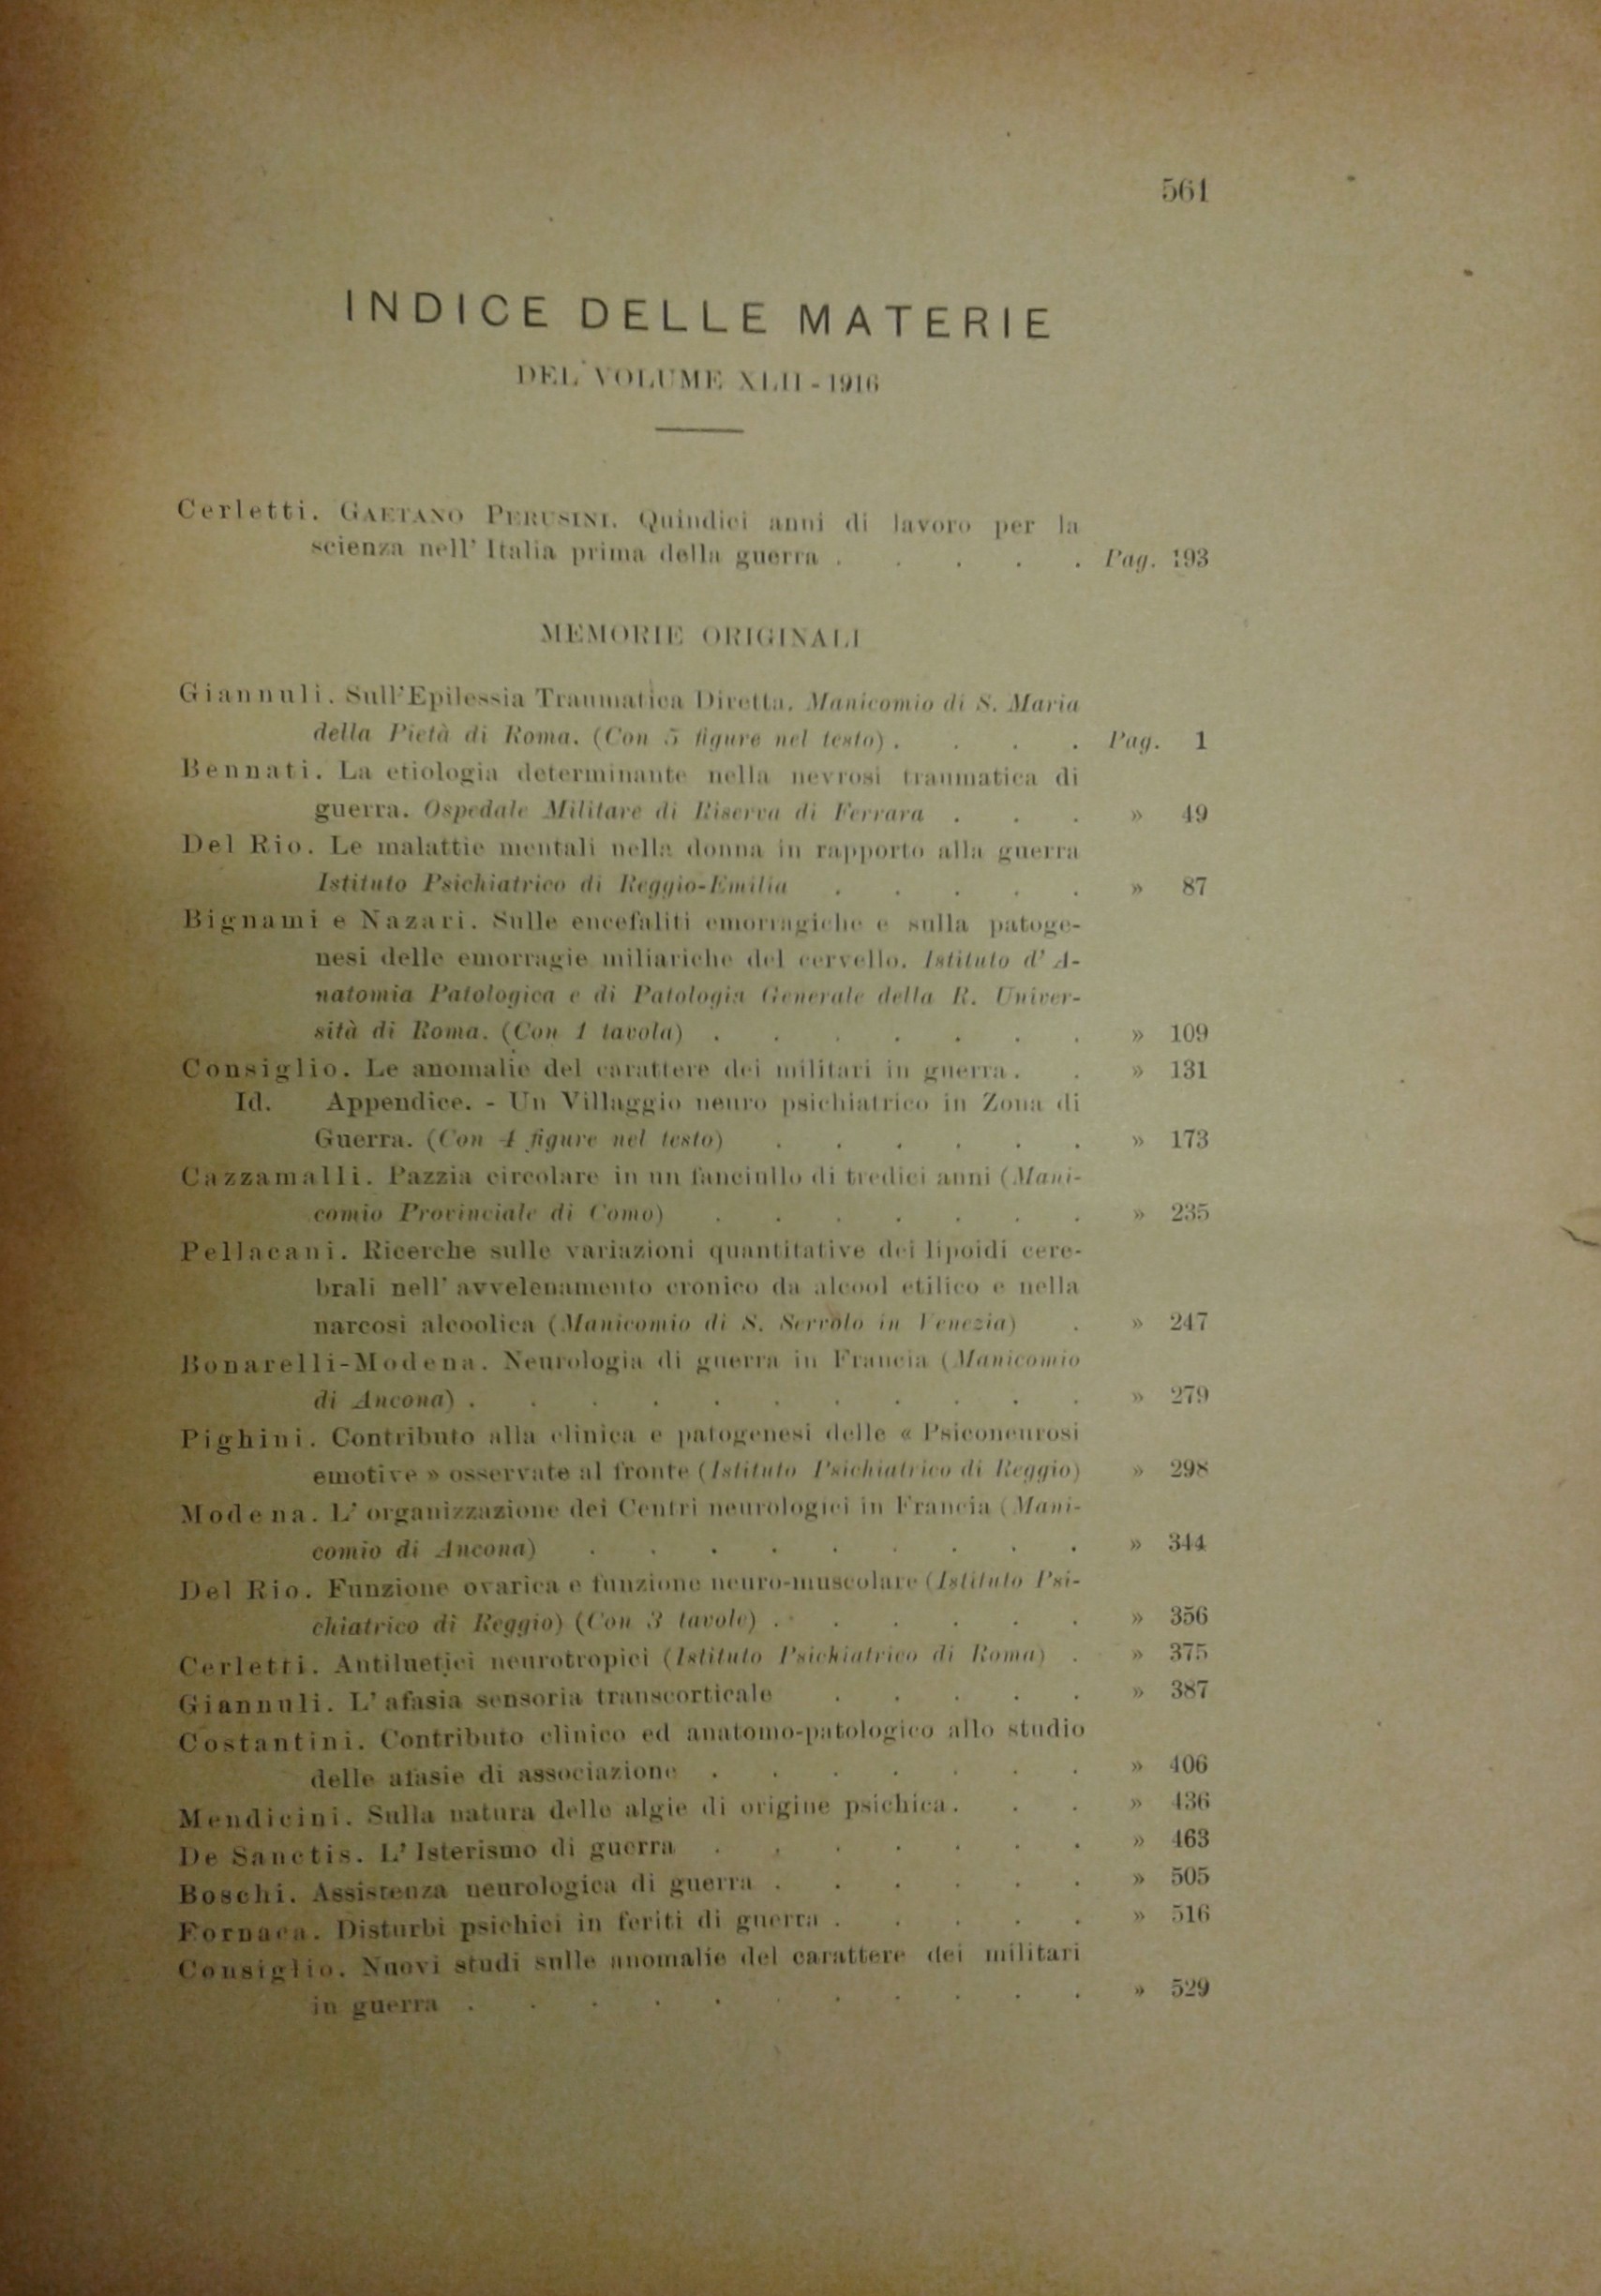 561
INDICE DELLE MATERIE
DEL VOLUME XLII - 1916
Cerletti. GAETANO PERUSINI. Quindici anni di lavoro per la
scienza nell' Italia prima della guerra . . . . . Pag. 193
MEMORIE ORIGINALI
Giannuli. Sull'Epilessia Traumatica Diretta. Manicomio di S. Maria
della Pietà di Roma. (Con 5 figure nel testo) . . . . Pag. 1
Bennati. La etiologia determinante nella nevrosi traumatica di
guerra. Ospedale Militare di Riserva di Ferrara . . . » 49
Del Rio. Le malattie mentali nella donna in rapporto alla guerra
Istituto Psichiatrico di Reggio-Emilia . . . . . » 87
Bignami e Nazari. Sulle encefaliti emorragiche e sulla patoge-
nesi delle emorragie miliariche del cervello. Istituto d' A-
natomia Patologica e di Patologia Generale della R. Univer-
sità di Roma. (Con 1 tavola) . . . . . . . » 109
Consiglio. Le anomalie del carattere dei militari in guerra. . » 131
Id. Appendice. - Un Villaggio neuro psichiatrico in Zona di
Guerra. (Con 4 figure nel testo) . . . . . . » 173
Cazzamalli. Pazzia circolare in un fanciullo di tredici anni (Mani-
comio Provinciale di Como) . . . . . . . » 235
Pellacani. Ricerche sulle variazioni quantitative dei lipoidi cere-
brali nell' avvelenamento cronico da alcool etilico e nella
narcosi alcoolica (Manicomio di S. Servolo in Venezia) . » 247
Bonarelli-Modena. Neurologia di guerra in Francia (Manicomio
di Ancona) . . . . . . . . . . » 279
Pighini. Contributo alla clinica e patogenesi delle « Psiconeurosi
emotive » osservate al fronte (Istituto Psichiatrico di Reggio) » 298
Modena. L' organizzazione dei Centri neurologici in Francia (Mani-
comio di Ancona) . . . . . . . . . » 344
Del Rio. Funzione ovarica e funzione neuro-muscolare (Istituto Psi-
chiatrico di Reggio) (Con 3 tavole) . . . . . . » 356
Cerletti. Antiluetici neurotropici (Istituto Psichiatrico di Roma) . » 375
Giannuli. L' afasia sensoria transcorticale . . . . . » 387
Costantini. Contributo clinico ed anatomo-patologico allo studio
delle afasie di associazione . . . . . . . » 406
Mendicini. Sulla natura delle algie di origine psichica. . . » 436
De Sanctis. L' Isterismo di guerra . . . . . . . » 463
Boschi. Assistenza neurologica di guerra . . . . . . » 505
Fornaca. Disturbi psichici in feriti di guerra . . . . . » 516
Consiglio. Nuovi studi sulle anomalie del carattere dei militari
in guerra . . . . . . . . . . . » 529